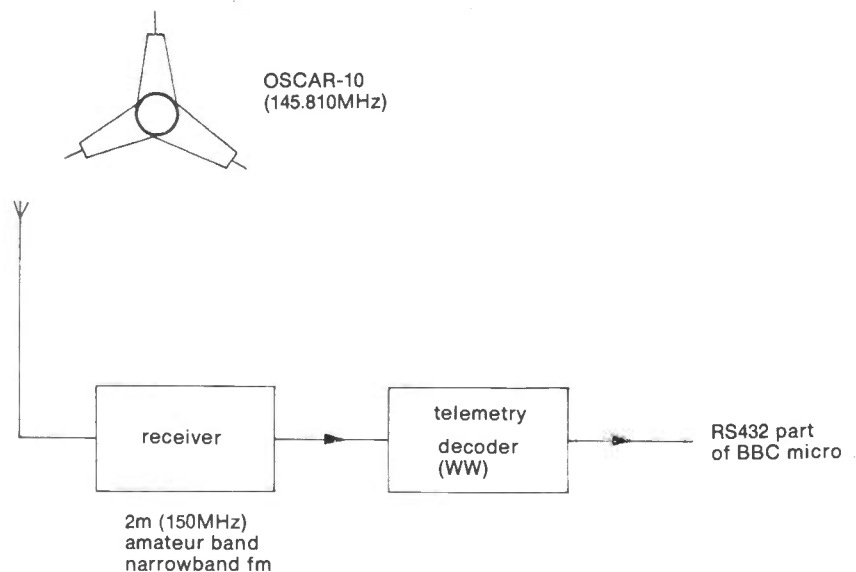 OSCAR-10
(145.810MHz)
receiver
telemetry
decoder
(WW)
RS432 part
of BBC micro
2m (150MHz)
amateur band
narrowband fm